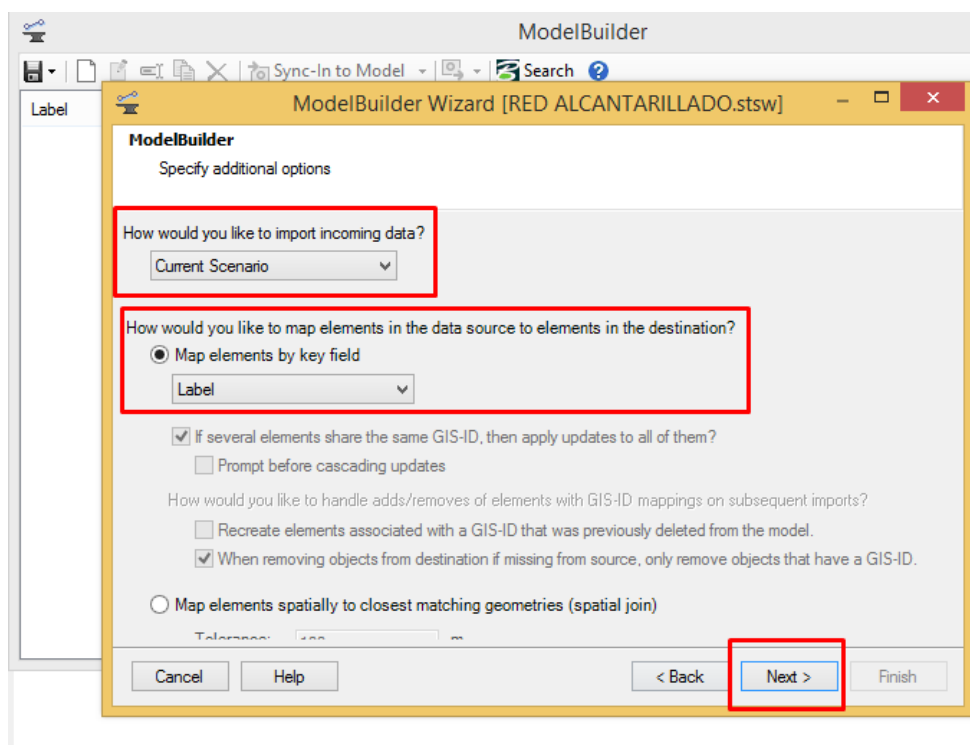 ModelBuilder
Sync-In to Model Search
Label
ModelBuilder Wizard [RED ALCANTARILLADO.stsw]
ModelBuilder
Specify additional options
How would you like to import incoming data?
Current Scenario
How would you like to map elements in the data source to elements in the destination?
Map elements by key field
Label
If several elements share the same GIS-ID, then apply updates to all of them?
Prompt before cascading updates
How would you like to handle adds/removes of elements with GIS-ID mappings on subsequent imports?
Recreate elements associated with a GIS-ID that was previously deleted from the model.
When removing objects from destination if missing from source, only remove objects that have a GIS-ID.
Map elements spatially to closest matching geometries (spatial join)
Tolerance: m
Cancel Help < Back Next > Finish